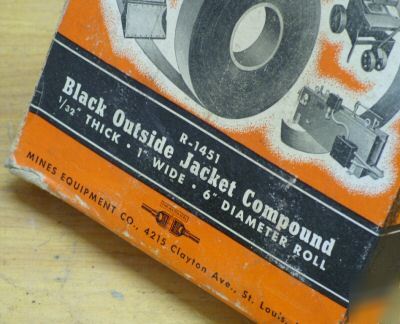 R-1451
Black Outside Jacket Compound
1/32" THICK • 1" WIDE • 6" DIAMETER ROLL
MINES EQUIPMENT CO., 4215 Clayton Ave., St. Louis,